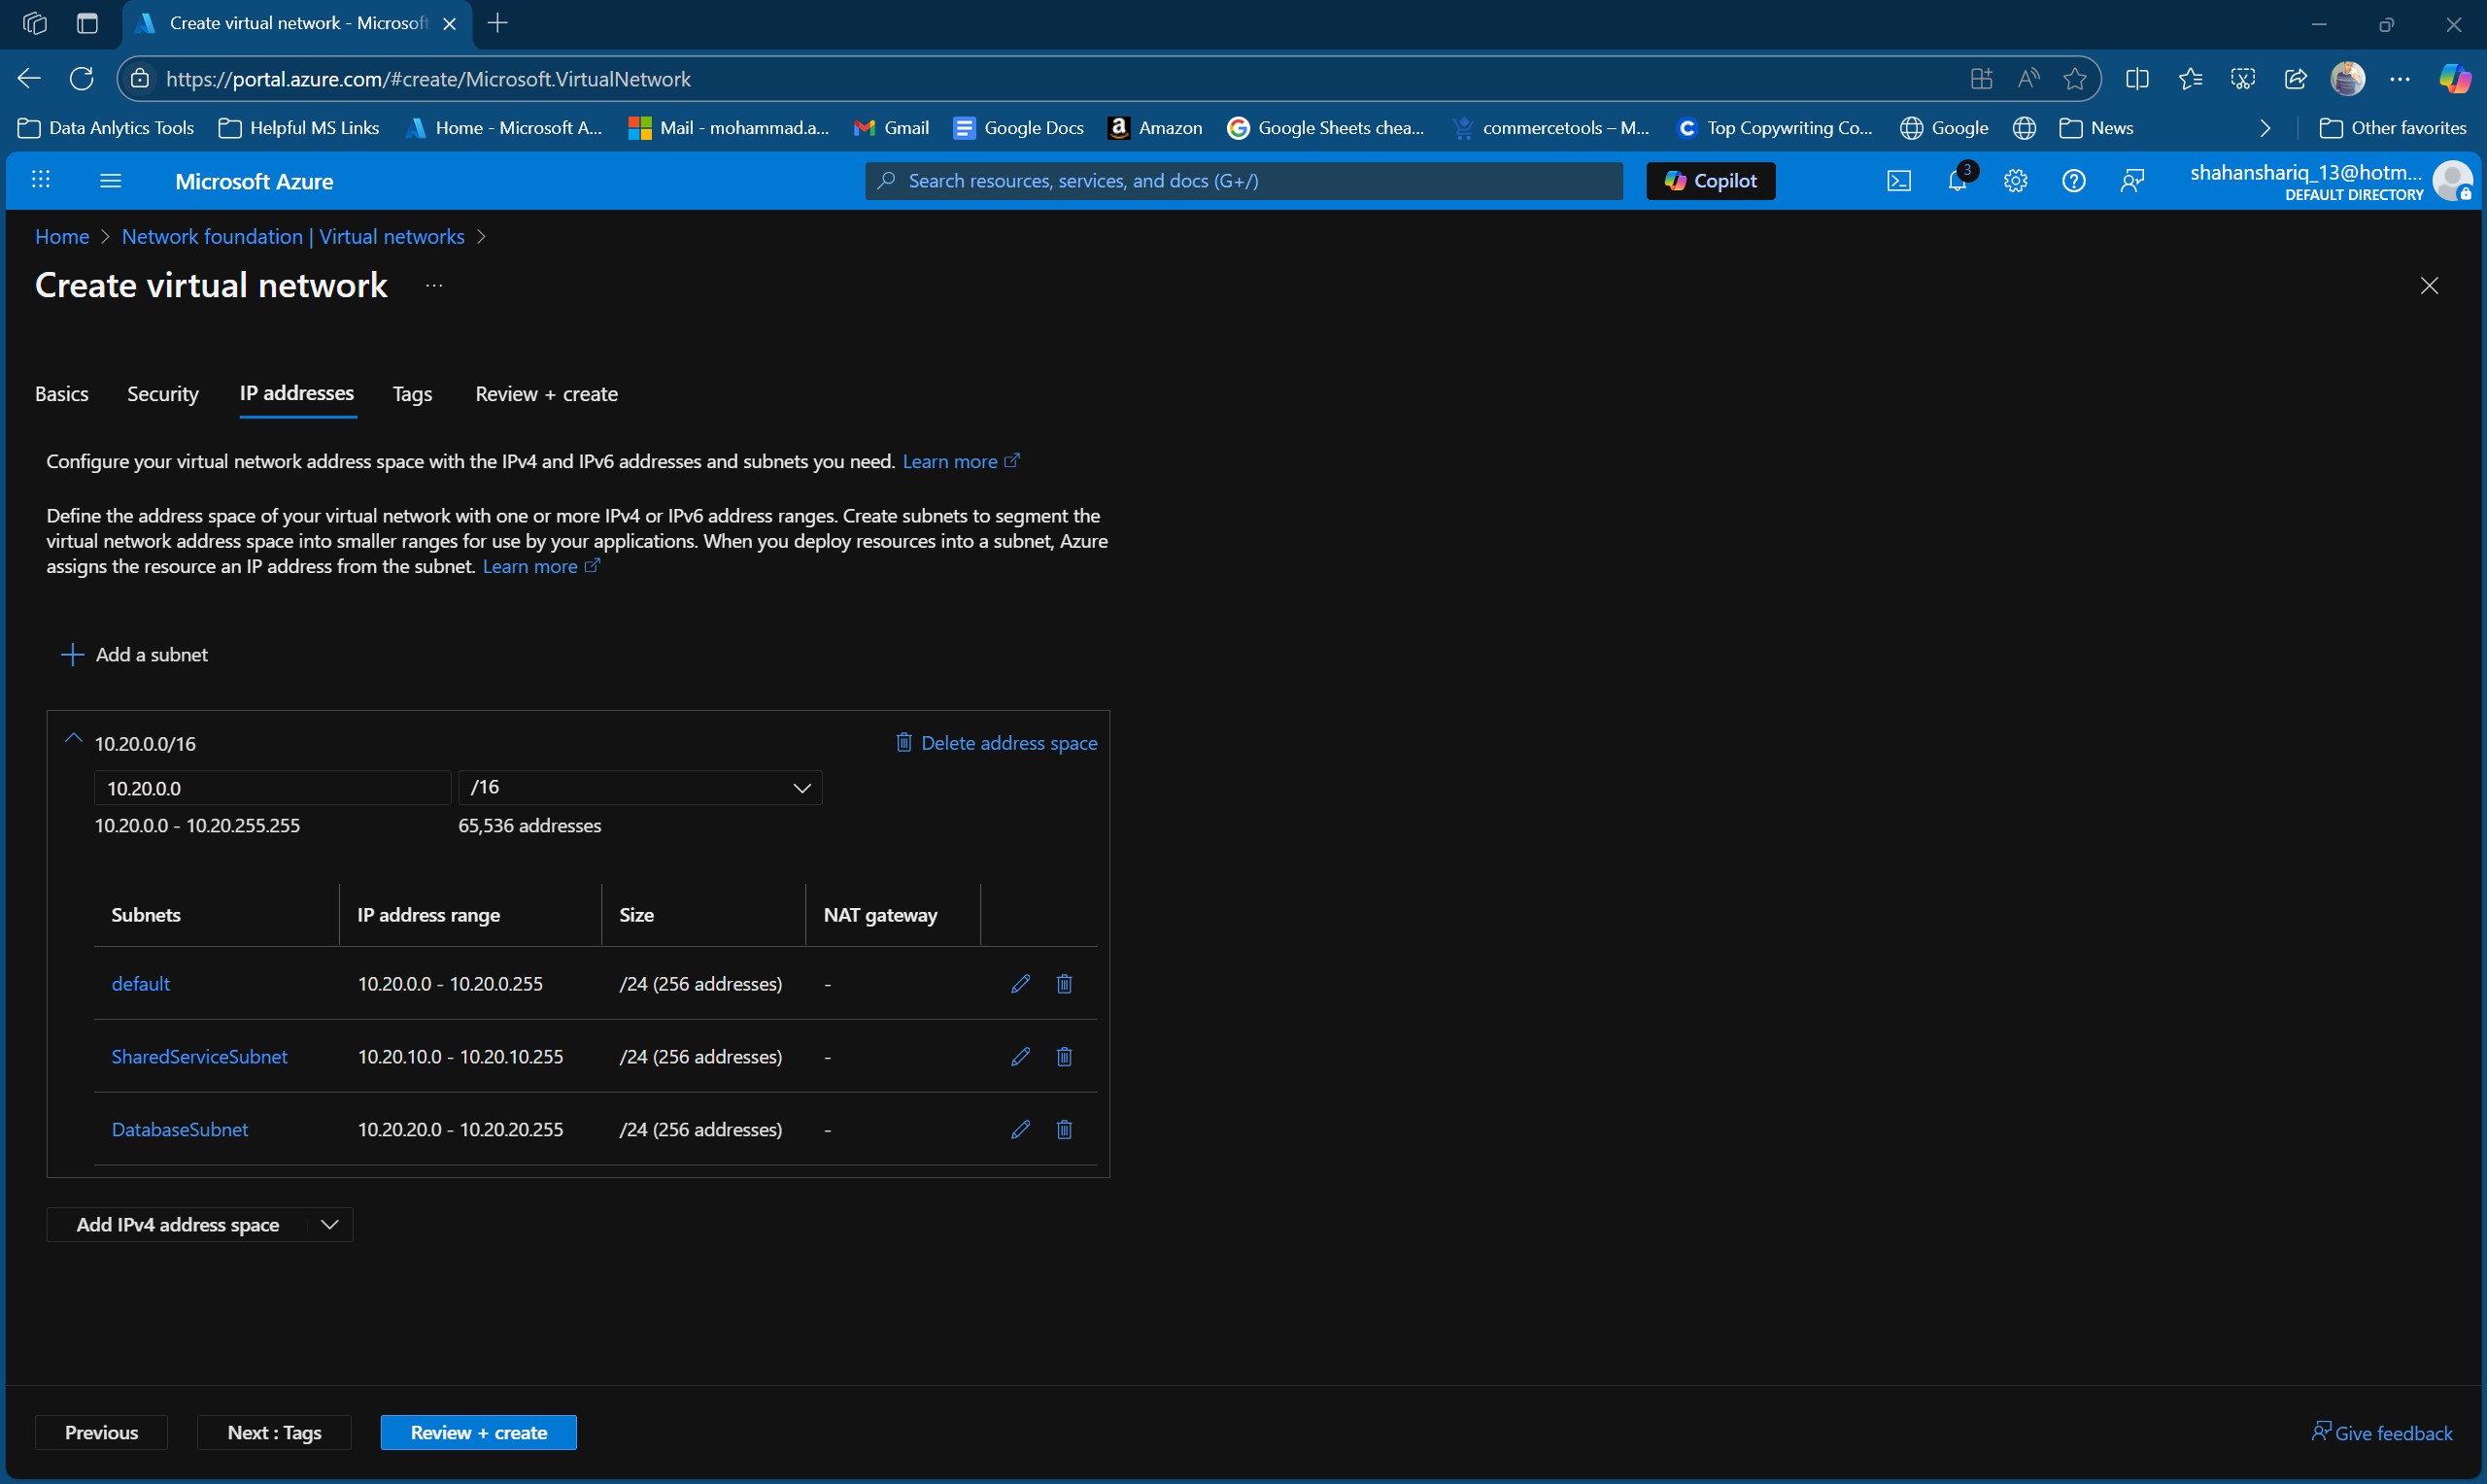 Create virtual network - Microsoft
https://portal.azure.com/#create/Microsoft.VirtualNetwork
Data Anlytics Tools Helpful MS Links Home - Microsoft A... Mail - mohammad.a... Gmail Google Docs Amazon Google Sheets chea... commercetools – M... Top Copywriting Co... Google News Other favorites
Microsoft Azure Search resources, services, and docs (G+/) Copilot 3 shahanshariq_13@hotm...
DEFAULT DIRECTORY
Home > Network foundation | Virtual networks >
Create virtual network ...
Basics Security IP addresses Tags Review + create
Configure your virtual network address space with the IPv4 and IPv6 addresses and subnets you need. Learn more
Define the address space of your virtual network with one or more IPv4 or IPv6 address ranges. Create subnets to segment the
virtual network address space into smaller ranges for use by your applications. When you deploy resources into a subnet, Azure
assigns the resource an IP address from the subnet. Learn more
Add a subnet
10.20.0.0/16 Delete address space
10.20.0.0 /16
10.20.0.0 - 10.20.255.255 65,536 addresses
Subnets IP address range Size NAT gateway
default 10.20.0.0 - 10.20.0.255 /24 (256 addresses) -
SharedServiceSubnet 10.20.10.0 - 10.20.10.255 /24 (256 addresses) -
DatabaseSubnet 10.20.20.0 - 10.20.20.255 /24 (256 addresses) -
Add IPv4 address space
Previous Next : Tags Review + create Give feedback